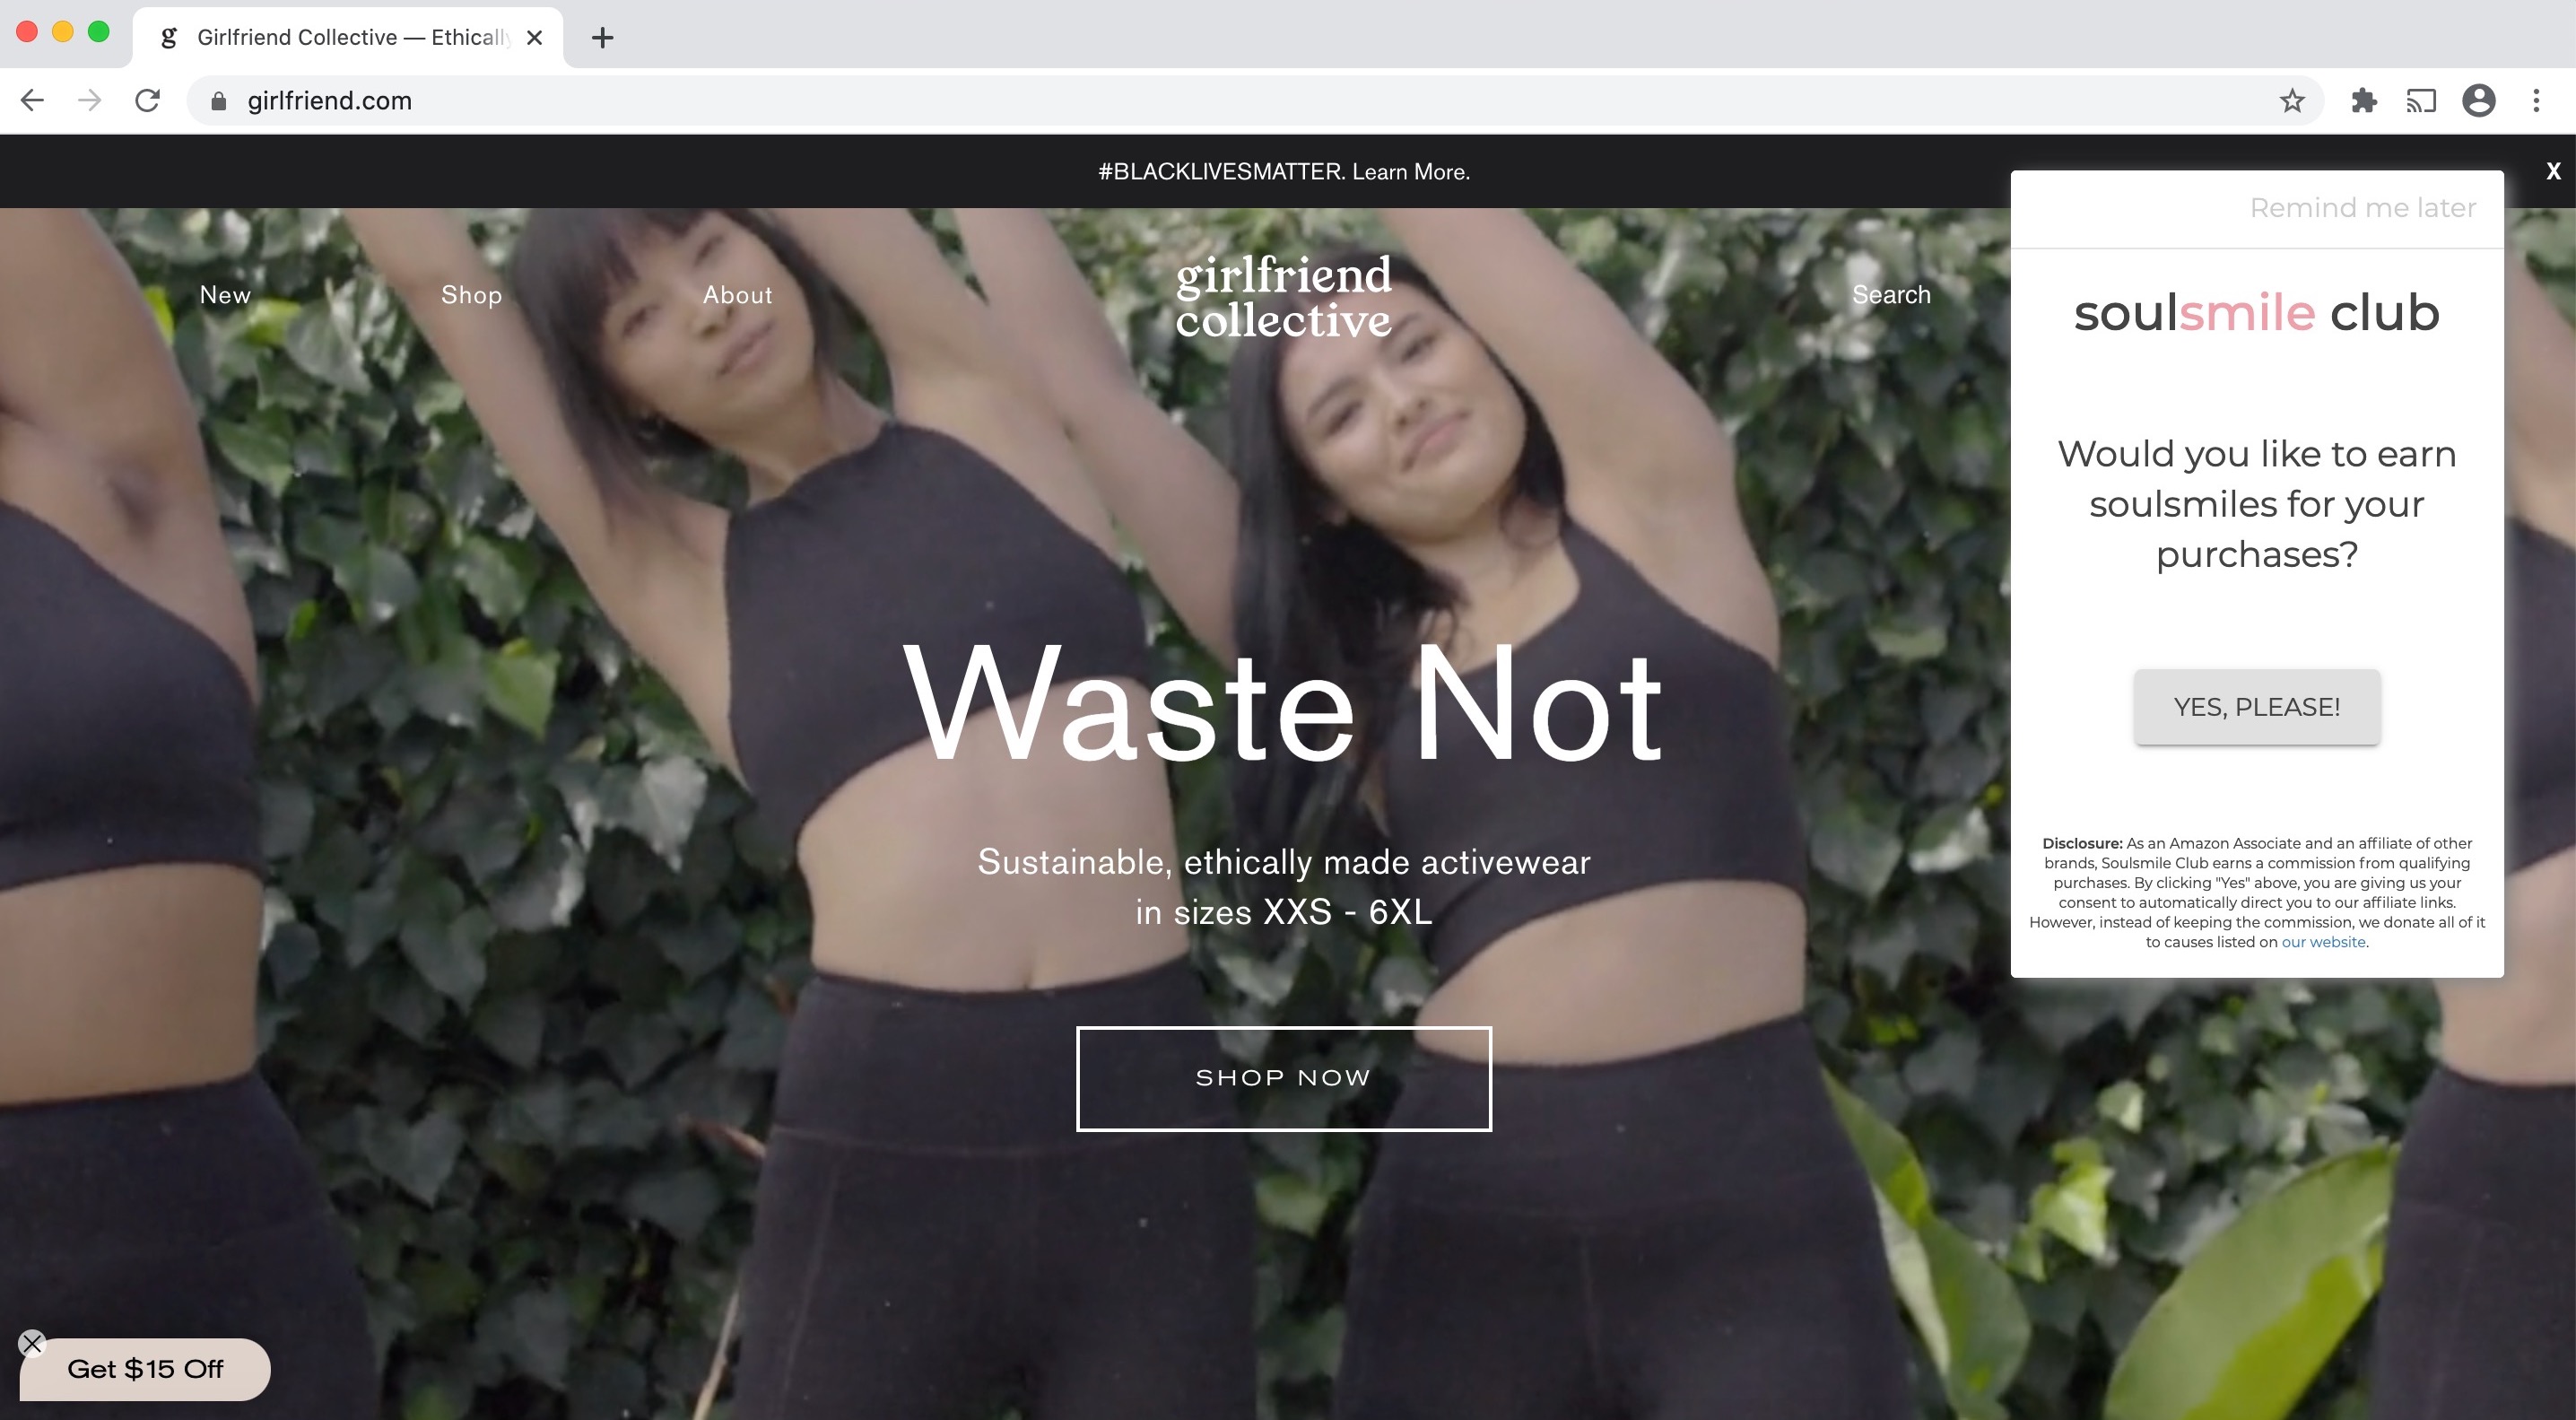 g Girlfriend Collective — Ethically
girlfriend.com
#BLACKLIVESMATTER. Learn More.
X
Remind me later
New
Shop
About
girlfriend
collective
Search
soulsmile club
Would you like to earn
soulsmiles for your
purchases?
YES, PLEASE!
Disclosure: As an Amazon Associate and an affiliate of other
brands, Soulsmile Club earns a commission from qualifying
purchases. By clicking "Yes" above, you are giving us your
consent to automatically direct you to our affiliate links.
However, instead of keeping the commission, we donate all of it
to causes listed on our website.
Waste Not
Sustainable, ethically made activewear
in sizes XXS - 6XL
SHOP NOW
Get $15 Off